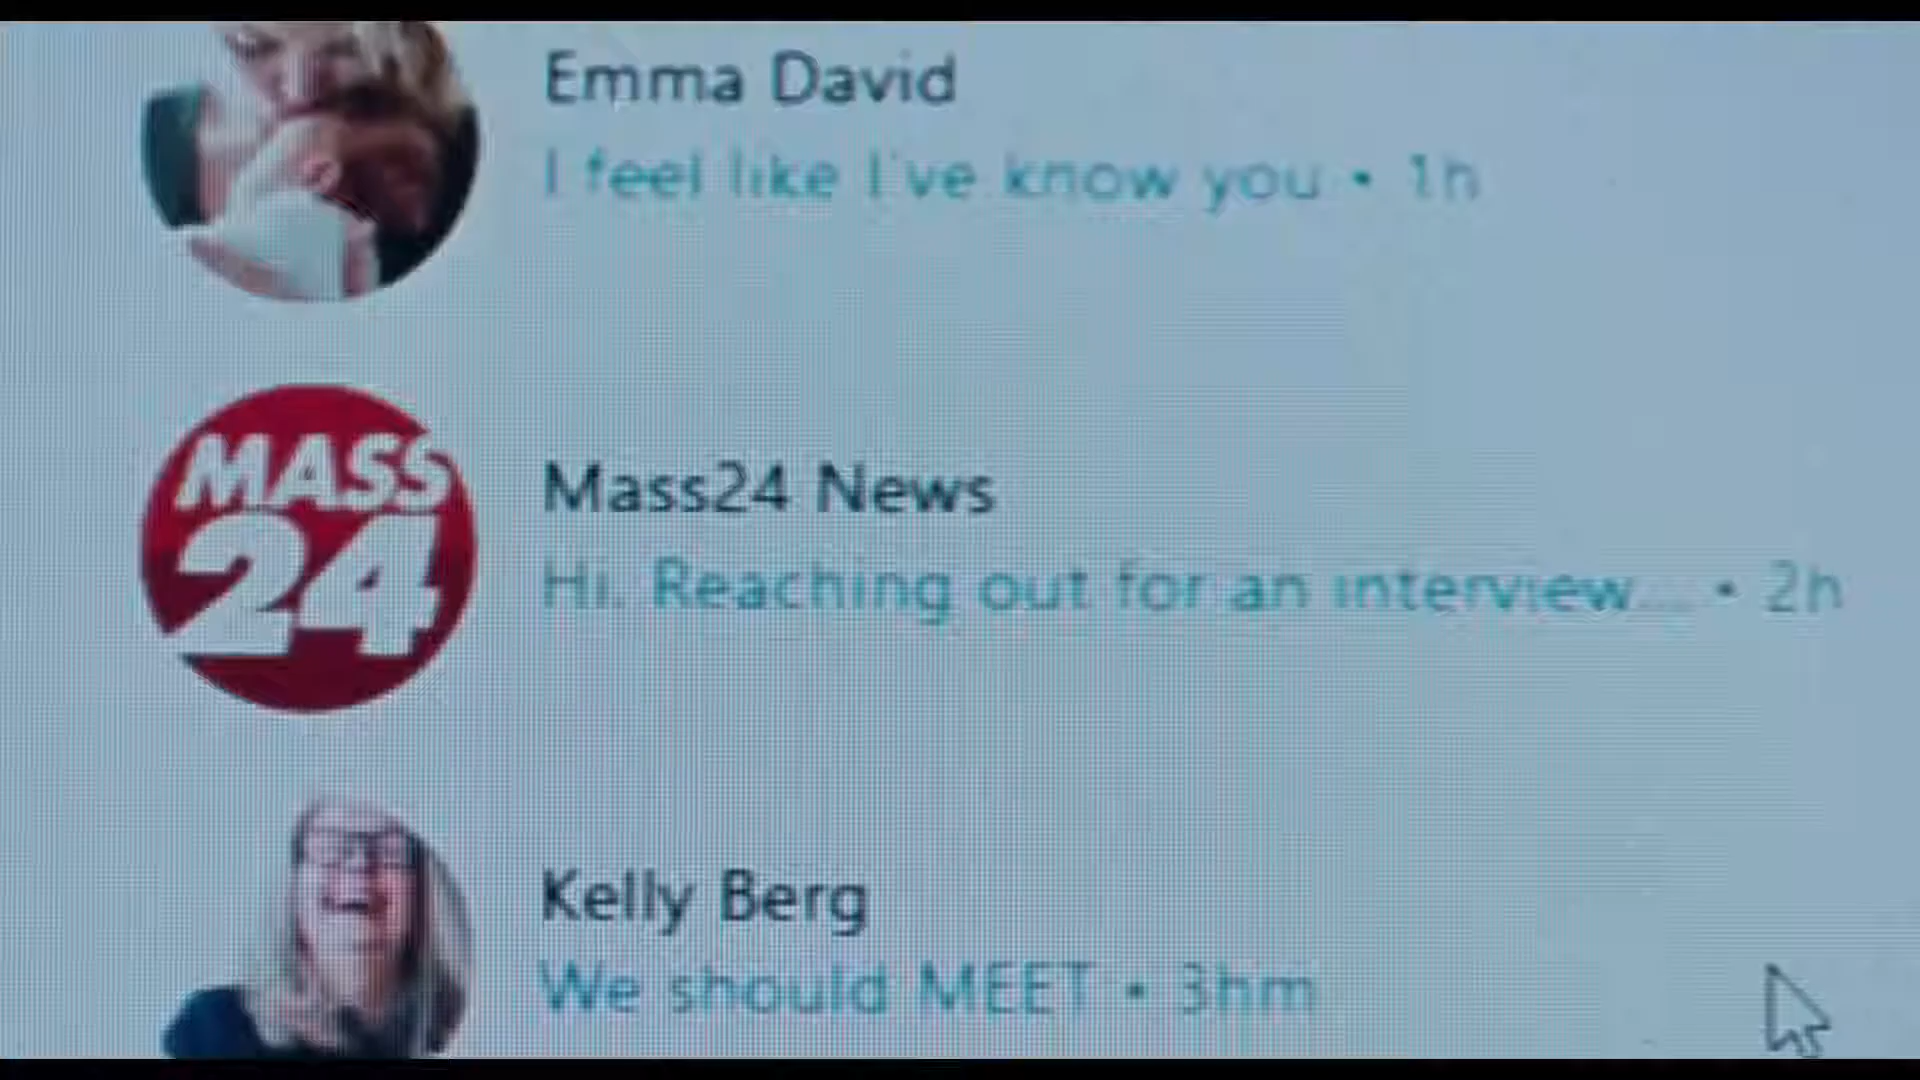 Emma David
I feel like I've know you • 1h
MASS
24
Mass24 News
Hi. Reaching out for an interview... • 2h
Kelly Berg
We should MEET • 3hm